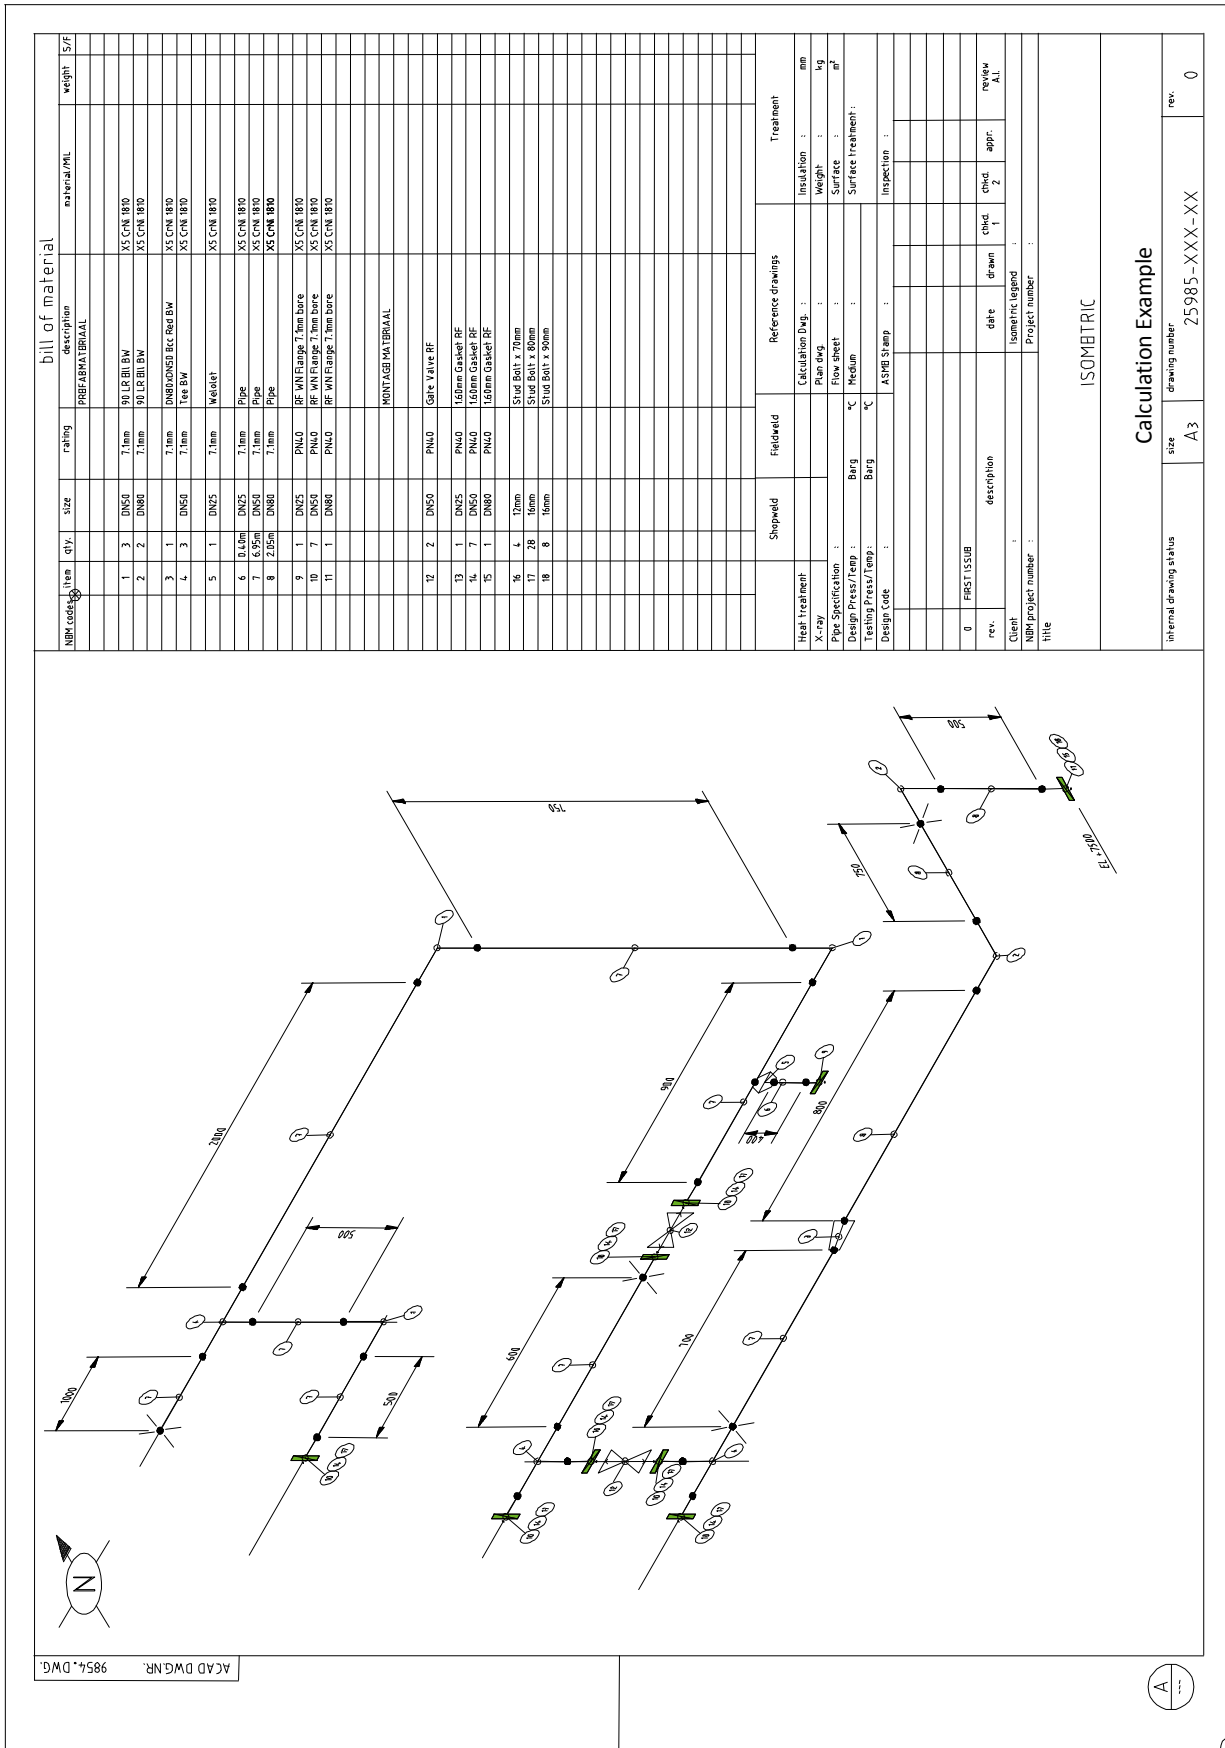 bill of material
NBM codes item qty. size rating description material/MIL weight S/F
PRBFABMATBRIAAL
1 3 DN50 7.1mm 90 LR Bll BW X5 CrNi 1810
2 2 DN80 7.1mm 90 LR Bll BW X5 CrNi 1810
3 1 7.1mm DN80xDN50 Bcc Red BW X5 CrNi 1810
4 3 DN50 7.1mm Tee BW X5 CrNi 1810
5 1 DN25 7.1mm Welolet X5 CrNi 1810
6 0.40m DN25 7.1mm Pipe X5 CrNi 1810
7 6.95m DN50 7.1mm Pipe X5 CrNi 1810
8 2.05m DN80 7.1mm Pipe X5 CrNi 1810
9 1 DN25 PN40 RF WN Flange 7.1mm bore X5 CrNi 1810
10 7 DN50 PN40 RF WN Flange 7.1mm bore X5 CrNi 1810
11 1 DN80 PN40 RF WN Flange 7.1mm bore X5 CrNi 1810
MONTAGB MATBRIAAL
12 2 DN50 PN40 Gate Valve RF
13 1 DN25 PN40 1.60mm Gasket RF
14 7 DN50 PN40 1.60mm Gasket RF
15 1 DN80 PN40 1.60mm Gasket RF
16 4 12mm Stud Bolt x 70mm
17 28 16mm Stud Bolt x 80mm
18 8 16mm Stud Bolt x 90mm
Shopweld Fieldweld Reference drawings Treatment
Heat treatment Calculation Dwg. : Insulation : mm
X-ray Plan dwg. : Weight : kg
Pipe Specification : Flow sheet : Surface : m²
Design Press/Temp : Barg °C Medium : Surface treatment :
Testing Press/Temp : Barg °C
Design Code : ASMB Stamp : Inspection :
0 FIRST ISSUB
rev. description date drawn chkd. 1 chkd. 2 appr. review A.I.
Client : Isometric legend :
NBM project number : Project number :
title
ISOMBTRIC
Calculation Example
internal drawing status size A3 drawing number 25985-XXX-XX rev. 0
N
1000
2000
500
500
750
600
900
400
700
800
750
500
EL +7500
ACAD DWG.NR. 9854.DWG.
A
---